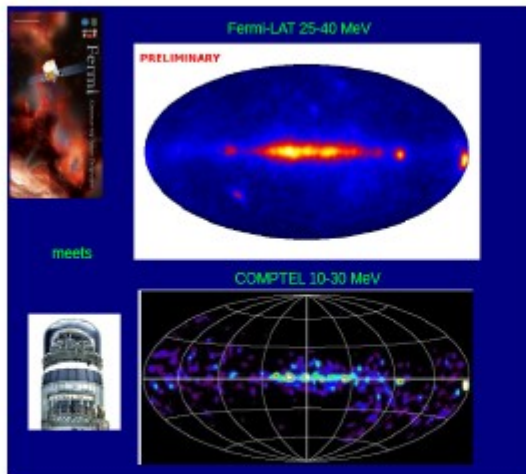 Fermi-LAT 25-40 MeV
PRELIMINARY
Fermi
meets
COMPTEL 10-30 MeV